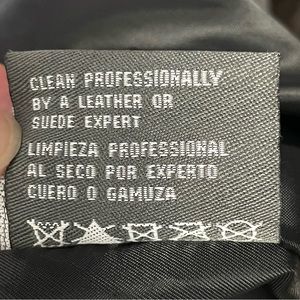 CLEAN PROFESSIONALLY
BY A LEATHER OR
SUEDE EXPERT
LIMPIEZA PROFESSIONAL
AL SECO POR EXPERTO
CUERO O GAMUZA